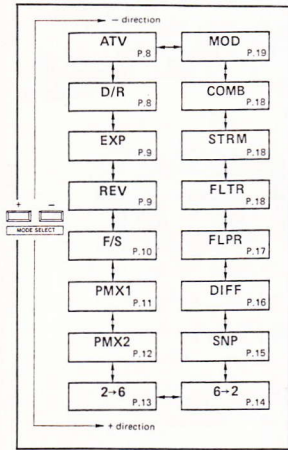 − direction
ATV
P.8
MOD
P.19
D/R
P.8
COMB
P.18
EXP
P.9
STRM
P.18
REV
P.9
FLTR
P.18
+ −
MODE SELECT
F/S
P.10
FLPR
P.17
PMX1
P.11
DIFF
P.16
PMX2
P.12
SNP
P.15
2→6
P.13
6→2
P.14
+ direction